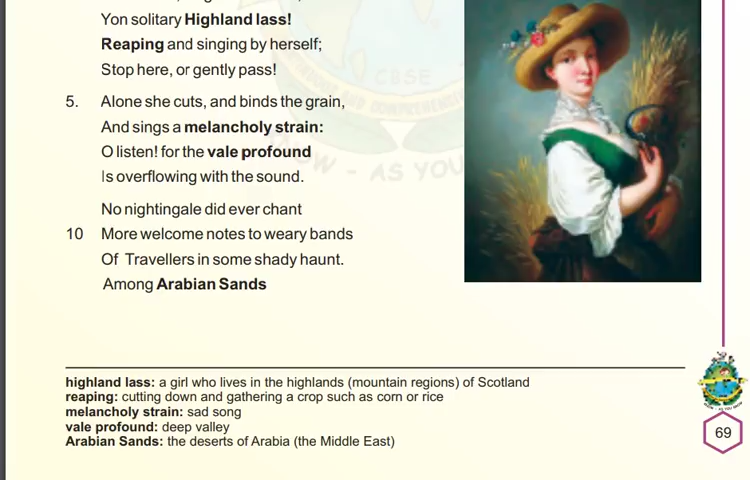 Yon solitary Highland lass!
Reaping and singing by herself;
Stop here, or gently pass!
5. Alone she cuts, and binds the grain,
And sings a melancholy strain:
O listen! for the vale profound
Is overflowing with the sound.
No nightingale did ever chant
10 More welcome notes to weary bands
Of Travellers in some shady haunt.
Among Arabian Sands
CBSE
highland lass: a girl who lives in the highlands (mountain regions) of Scotland
reaping: cutting down and gathering a crop such as corn or rice
melancholy strain: sad song
vale profound: deep valley
Arabian Sands: the deserts of Arabia (the Middle East)
69